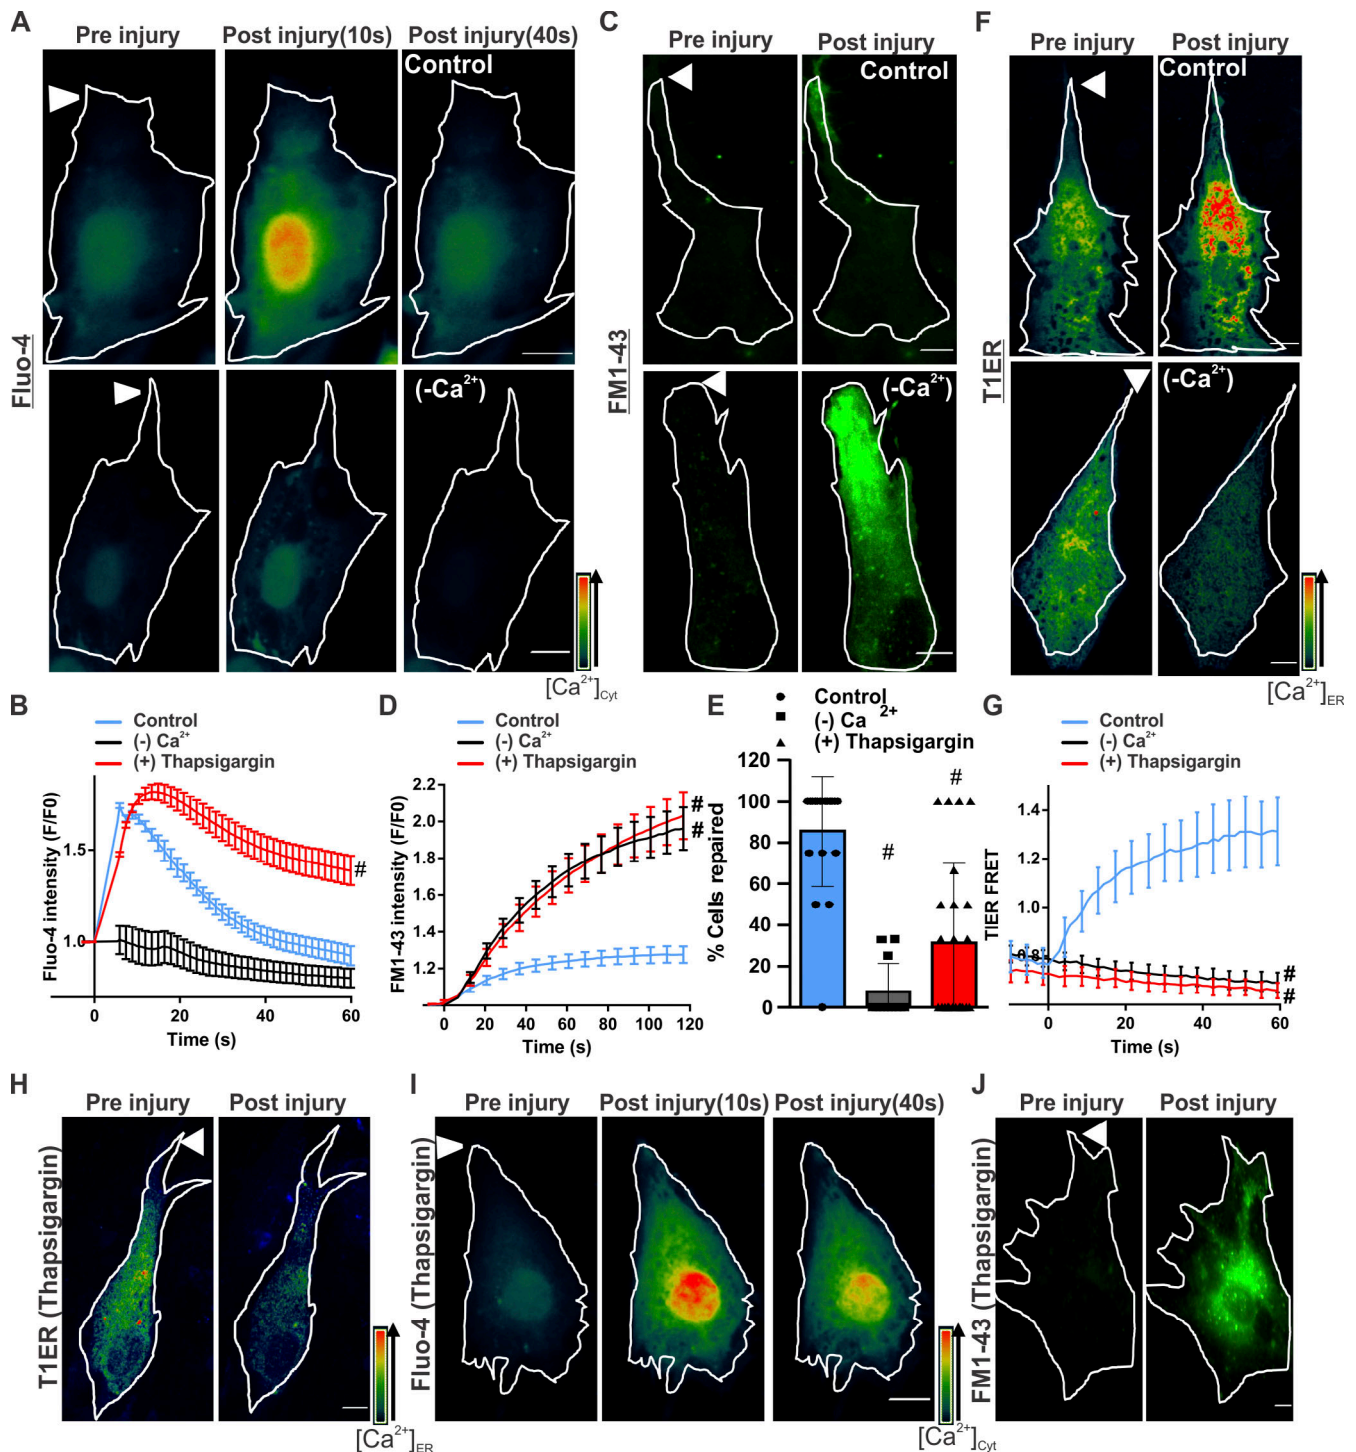 A
Pre injury
Post injury(10s)
Post injury(40s)
Control
Fluo-4
(-Ca²⁺)
[Ca²⁺]Cyt
C
Pre injury
Post injury
Control
FM1-43
(-Ca²⁺)
F
Pre injury
Post injury
Control
T1ER
(-Ca²⁺)
[Ca²⁺]ER
B
Control
(-) Ca²⁺
(+) Thapsigargin
Fluo-4 intensity (F/F0)
1.5
1.0
#
0
20
40
60
Time (s)
D
Control
(-) Ca²⁺
(+) Thapsigargin
FM1-43 intensity (F/F0)
2.2
2.0
1.8
1.6
1.4
1.2
#
#
0
20
40
60
80
100
120
Time (s)
E
Control
(-) Ca ²⁺
(+) Thapsigargin
% Cells repaired
120
100
80
60
40
20
0
#
#
G
Control
(-) Ca²⁺
(+) Thapsigargin
TIER FRET
1.4
1.2
1.0
0.8
#
#
0
20
40
60
Time (s)
H
Pre injury
Post injury
T1ER (Thapsigargin)
[Ca²⁺]ER
I
Pre injury
Post injury(10s)
Post injury(40s)
Fluo-4 (Thapsigargin)
[Ca²⁺]Cyt
J
Pre injury
Post injury
FM1-43 (Thapsigargin)